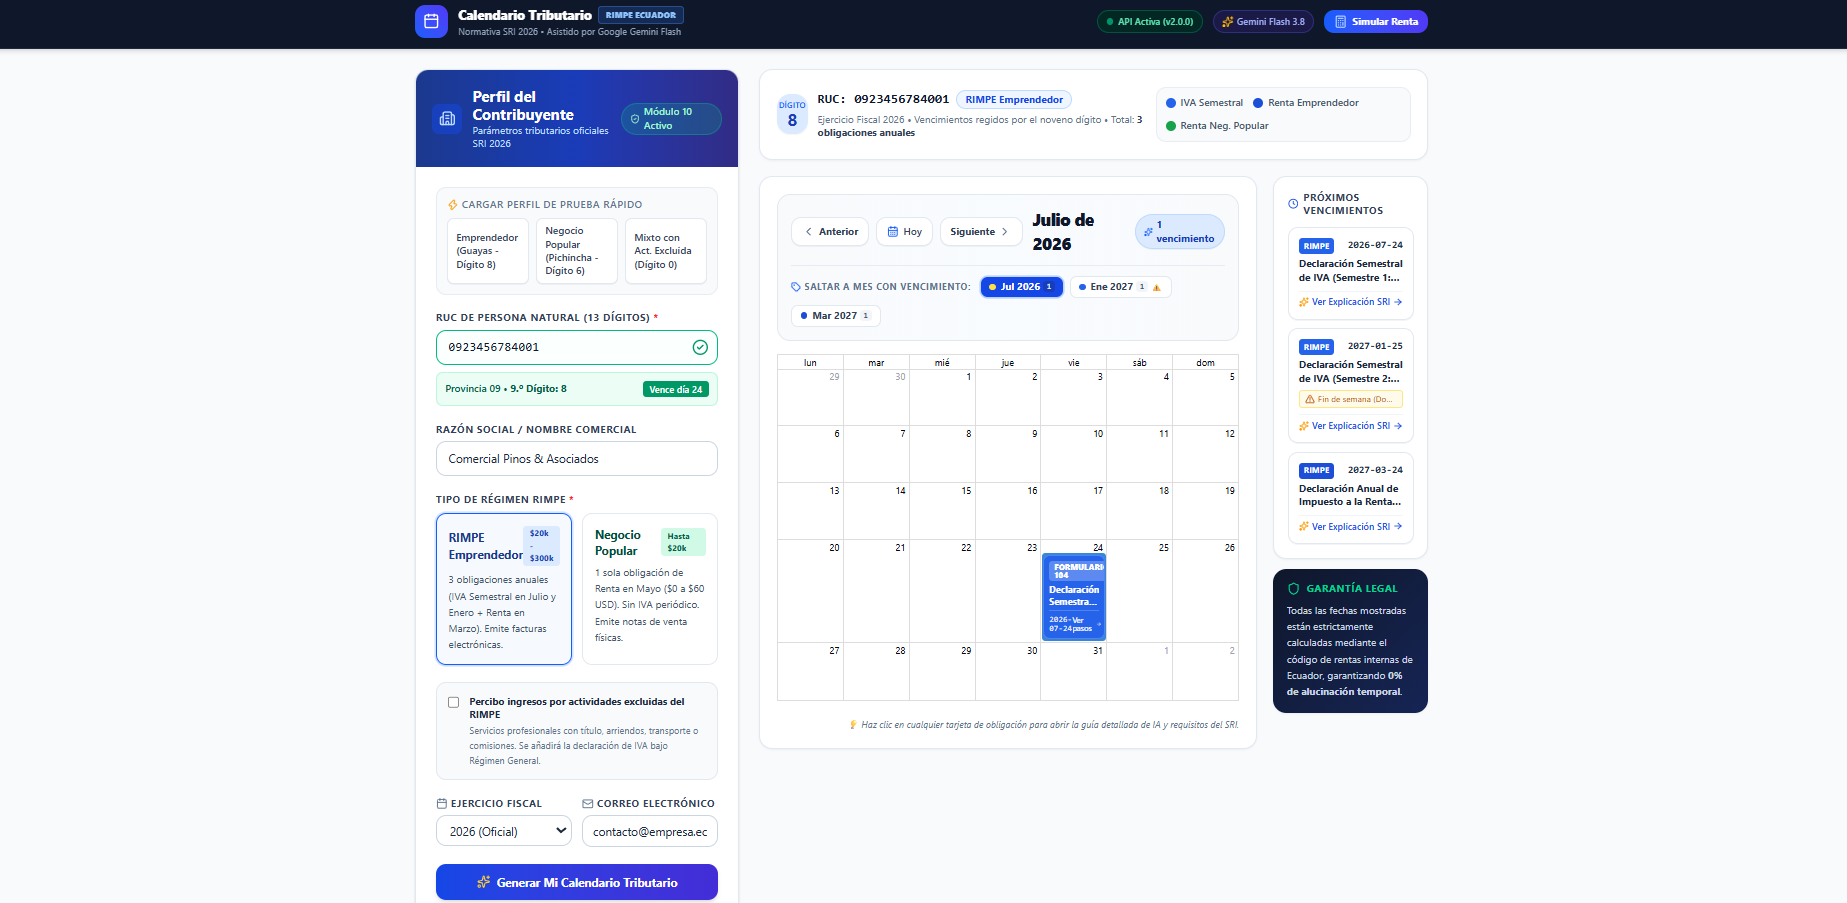 Calendario Tributario RIMPE ECUADOR
Normativa SRI 2026 • Asistido por Google Gemini Flash
API Activa (v2.0.0)
Gemini Flash 3.8
Simular Renta
Perfil del
Contribuyente
Parámetros tributarios oficiales
SRI 2026
Módulo 10
Activo
CARGAR PERFIL DE PRUEBA RÁPIDO
Emprendedor
(Guayas -
Dígito 8)
Negocio
Popular
(Pichincha -
Dígito 6)
Mixto con
Act. Excluida
(Dígito 0)
RUC DE PERSONA NATURAL (13 DÍGITOS) *
0923456784001
Provincia 09 • 9.º Dígito: 8
Vence día 24
RAZÓN SOCIAL / NOMBRE COMERCIAL
Comercial Pinos & Asociados
TIPO DE RÉGIMEN RIMPE *
RIMPE
Emprendedor
$20k
-
$300k
3 obligaciones anuales
(IVA Semestral en Julio y
Enero + Renta en
Marzo). Emite facturas
electrónicas.
Negocio
Popular
Hasta
$20k
1 sola obligación de
Renta en Mayo ($0 a $60
USD). Sin IVA periódico.
Emite notas de venta
físicas.
Percibo ingresos por actividades excluidas del
RIMPE
Servicios profesionales con título, arriendos, transporte o
comisiones. Se añadirá la declaración de IVA bajo
Régimen General.
EJERCICIO FISCAL
2026 (Oficial)
CORREO ELECTRÓNICO
contacto@empresa.ec
Generar Mi Calendario Tributario
DÍGITO
8
RUC: 0923456784001 RIMPE Emprendedor
Ejercicio Fiscal 2026 • Vencimientos regidos por el noveno dígito • Total: 3
obligaciones anuales
IVA Semestral
Renta Emprendedor
Renta Neg. Popular
Anterior
Hoy
Siguiente
Julio de
2026
1
vencimiento
SALTAR A MES CON VENCIMIENTO:
Jul 2026 1
Ene 2027 1
Mar 2027 1
lun mar mié jue vie sáb dom
29 30 1 2 3 4 5
6 7 8 9 10 11 12
13 14 15 16 17 18 19
20 21 22 23 24 25 26
FORMULARIO
104
Declaración
Semestra...
2026-
07-24
Ver
pasos
27 28 29 30 31 1 2
Haz clic en cualquier tarjeta de obligación para abrir la guía detallada de IA y requisitos del SRI.
PRÓXIMOS
VENCIMIENTOS
RIMPE 2026-07-24
Declaración Semestral
de IVA (Semestre 1:...
Ver Explicación SRI →
RIMPE 2027-01-25
Declaración Semestral
de IVA (Semestre 2:...
Fin de semana (Do...
Ver Explicación SRI →
RIMPE 2027-03-24
Declaración Anual de
Impuesto a la Renta...
Ver Explicación SRI →
GARANTÍA LEGAL
Todas las fechas mostradas
están estrictamente
calculadas mediante el
código de rentas internas de
Ecuador, garantizando 0%
de alucinación temporal.